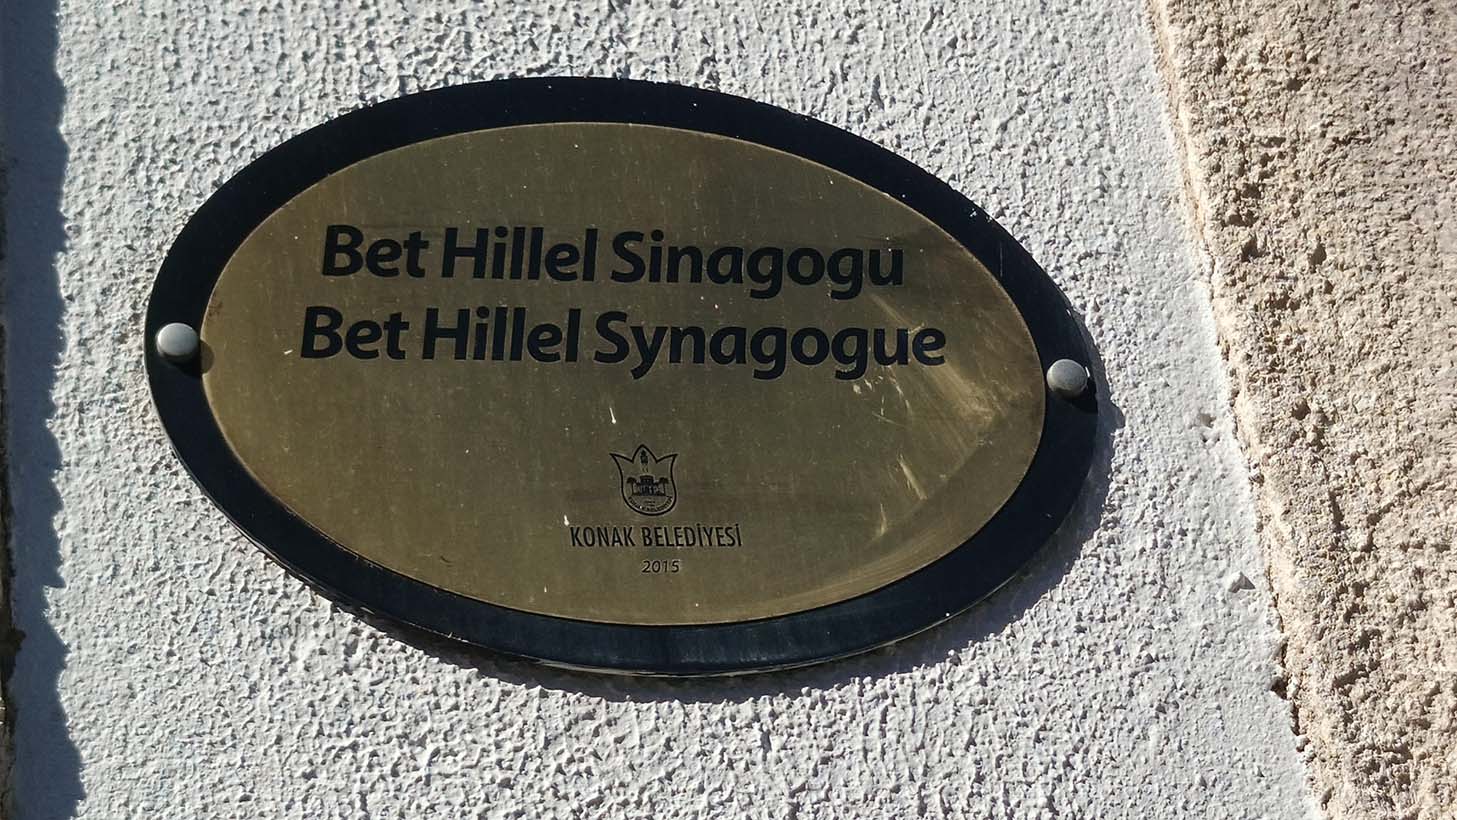 Bet Hillel Sinagogu
Bet Hillel Synagogue
KONAK BELEDİYESİ
2015